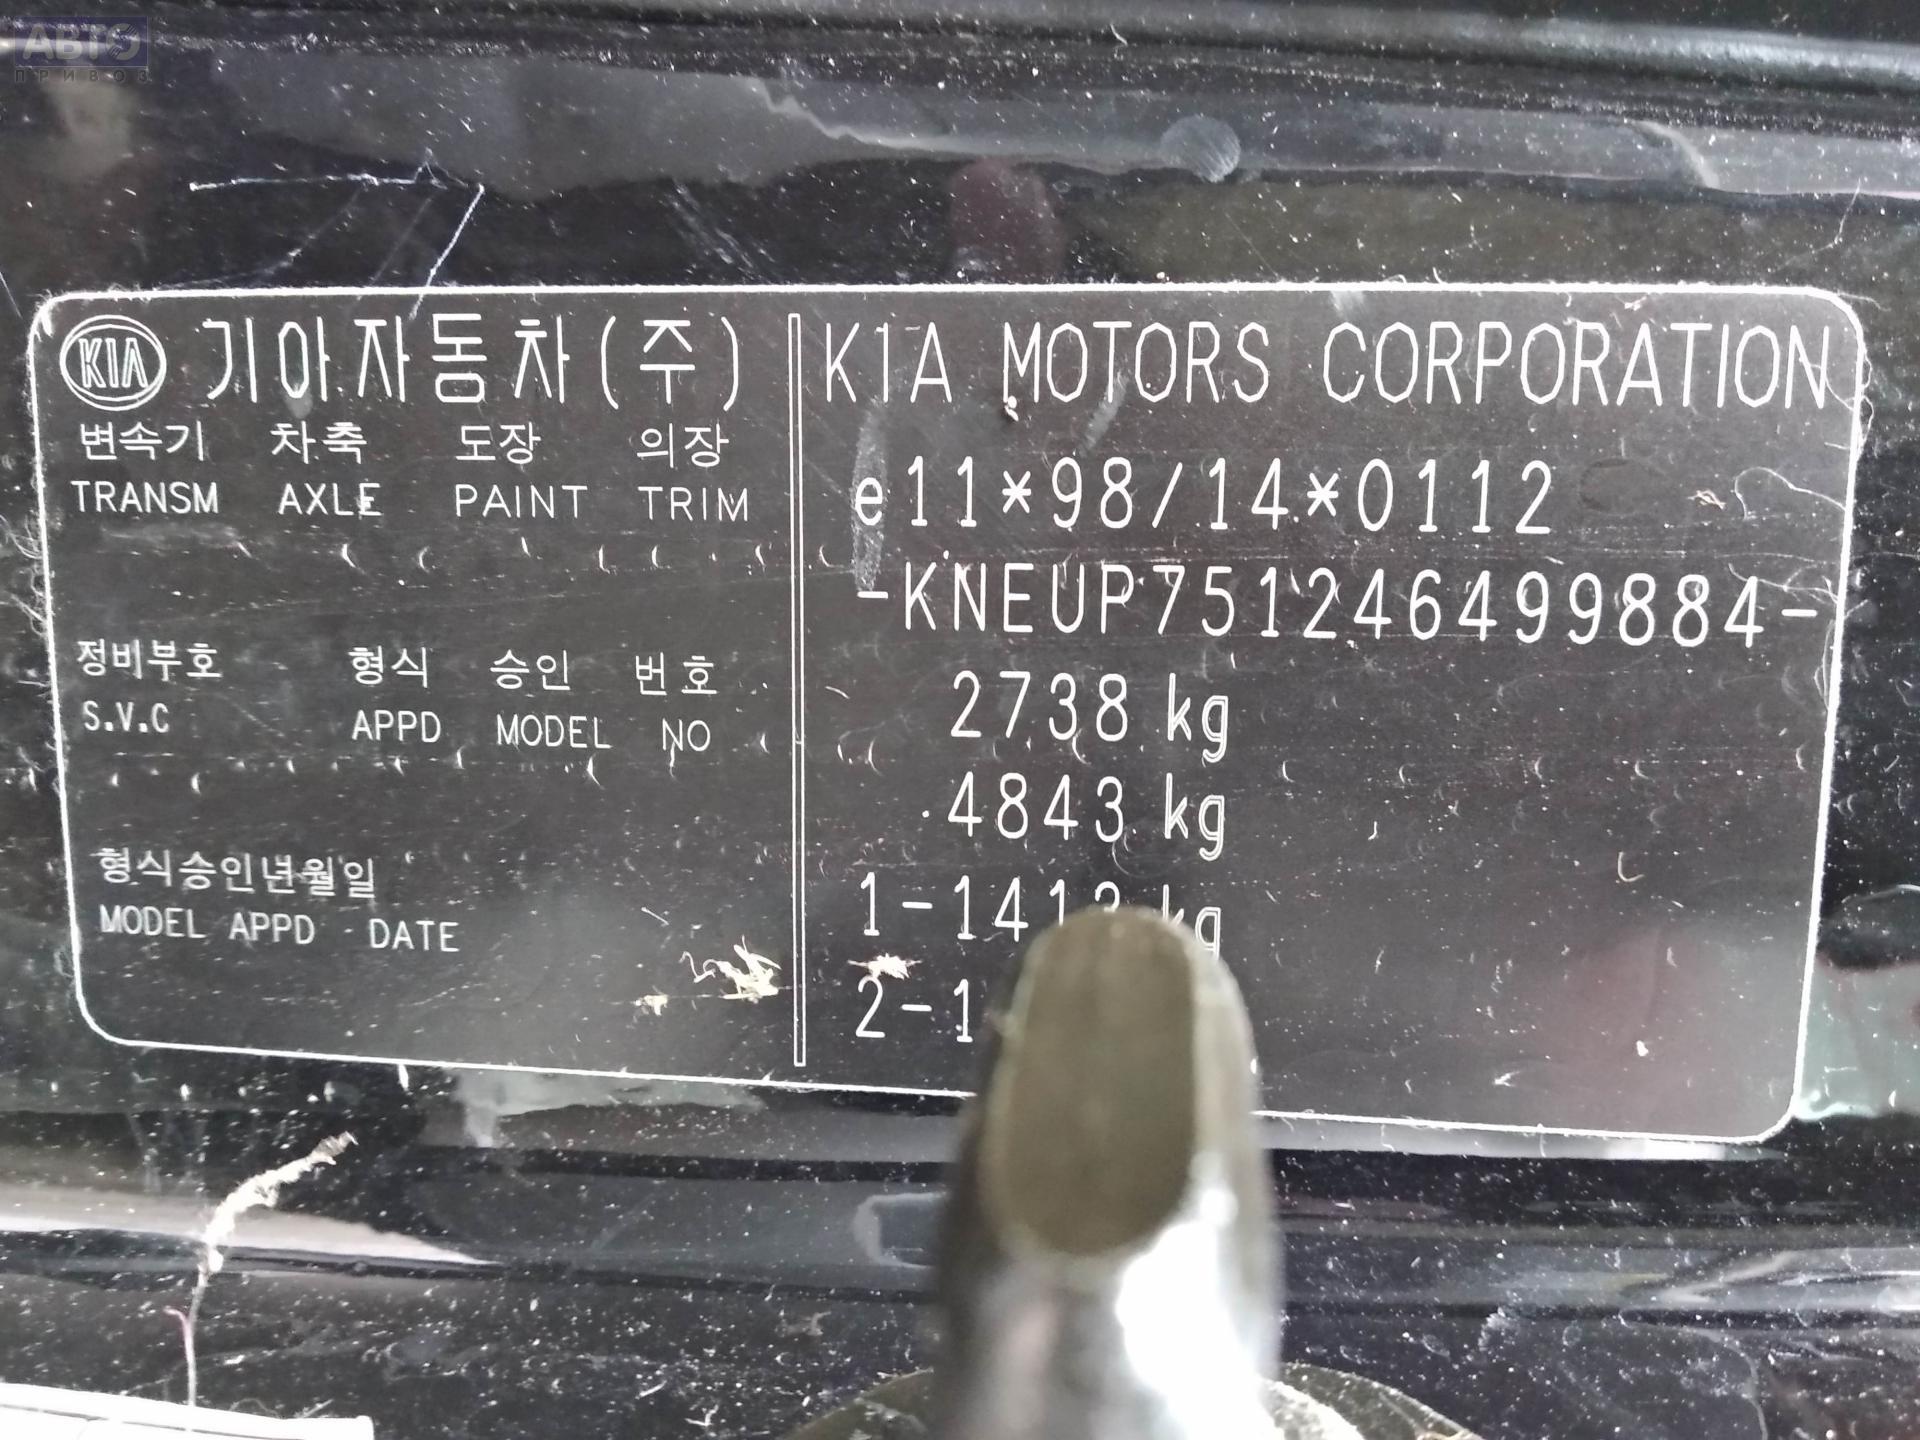 АВТО
ПРИВОЗ
KIA 기아자동차(주)
변속기 차축 도장 의장
TRANSM AXLE PAINT TRIM
정비부호 형식 승인 번호
S.V.C APPD MODEL NO
형식승인년월일
MODEL APPD DATE
KIA MOTORS CORPORATION
e11*98/14*0112
-KNEUP751246499884-
2738 kg
4843 kg
1-1413 kg
2-1